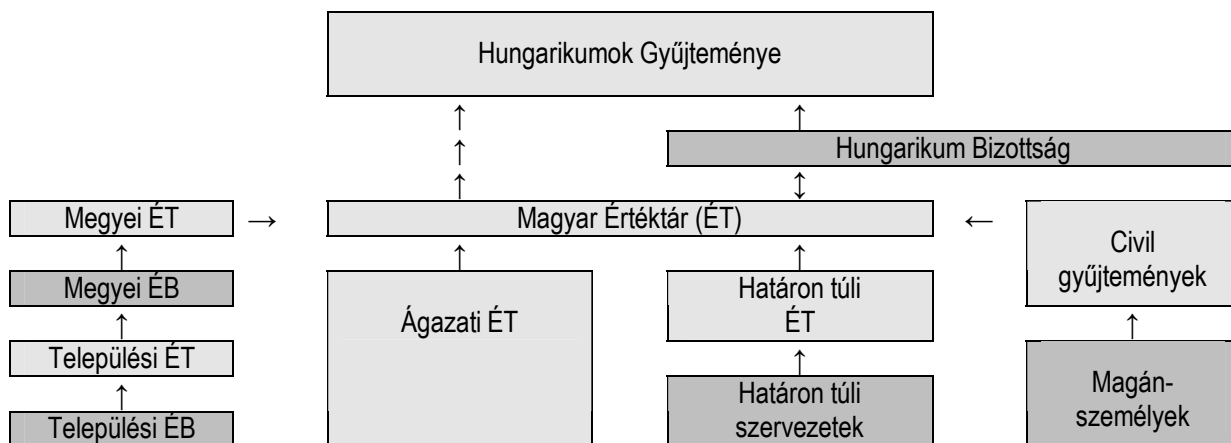 Hungarikumok Gyűjteménye
↑ ↑
↑
↑
Hungarikum Bizottság
↕
Megyei ÉT → Magyar Értéktár (ÉT) ←
↑ ↑ ↑
Megyei ÉB
↑
Települési ÉT
↑
Települési ÉB
Ágazati ÉT
Határon túli
ÉT
↑
Határon túli
szervezetek
Civil
gyűjtemények
↑
Magán-
személyek